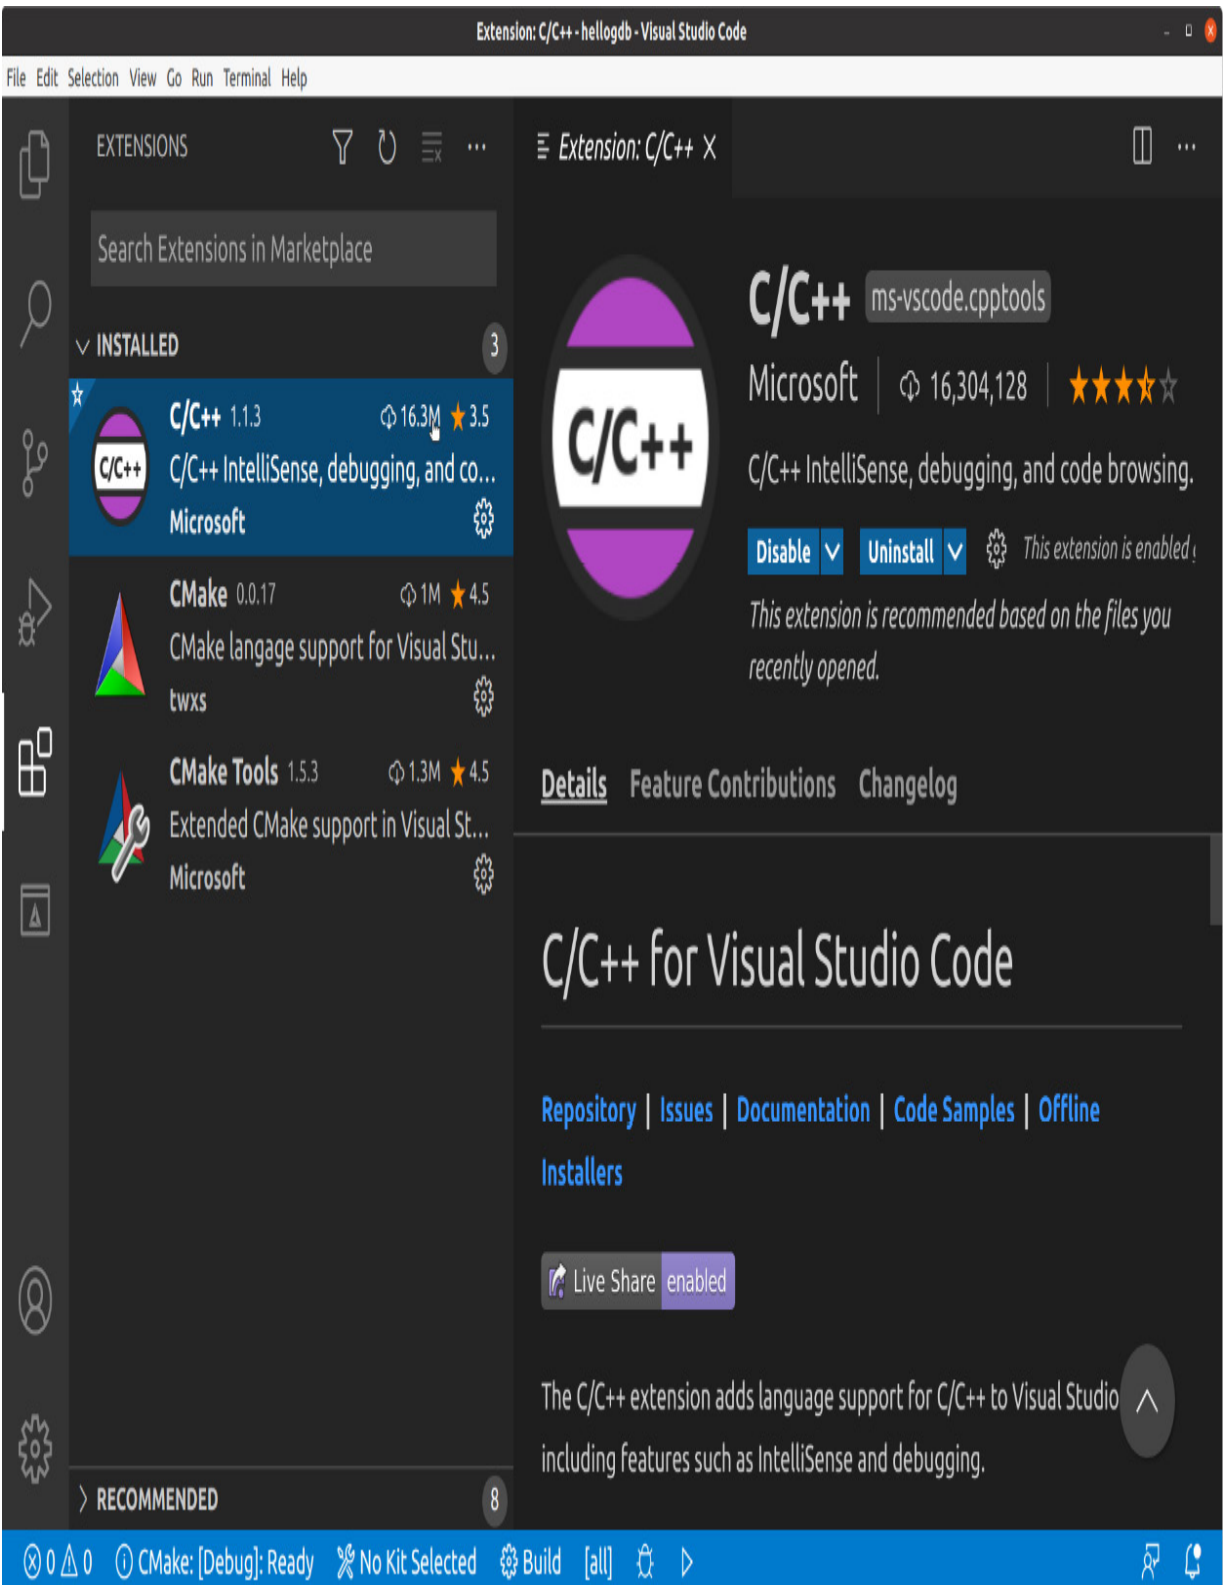 Extension: C/C++ - hellogdb - Visual Studio Code
File Edit Selection View Go Run Terminal Help
EXTENSIONS
Search Extensions in Marketplace
INSTALLED 3
C/C++ 1.1.3 16.3M 3.5
C/C++ IntelliSense, debugging, and co...
Microsoft
C/C++
CMake 0.0.17 1M 4.5
CMake langage support for Visual Stu...
twxs
CMake Tools 1.5.3 1.3M 4.5
Extended CMake support in Visual St...
Microsoft
RECOMMENDED 8
Extension: C/C++
C/C++
C/C++ ms-vscode.cpptools
Microsoft 16,304,128
C/C++ IntelliSense, debugging, and code browsing.
Disable Uninstall This extension is enabled
This extension is recommended based on the files you
recently opened.
Details Feature Contributions Changelog
C/C++ for Visual Studio Code
Repository | Issues | Documentation | Code Samples | Offline
Installers
Live Share enabled
The C/C++ extension adds language support for C/C++ to Visual Studio
including features such as IntelliSense and debugging.
0 0 CMake: [Debug]: Ready No Kit Selected Build [all]